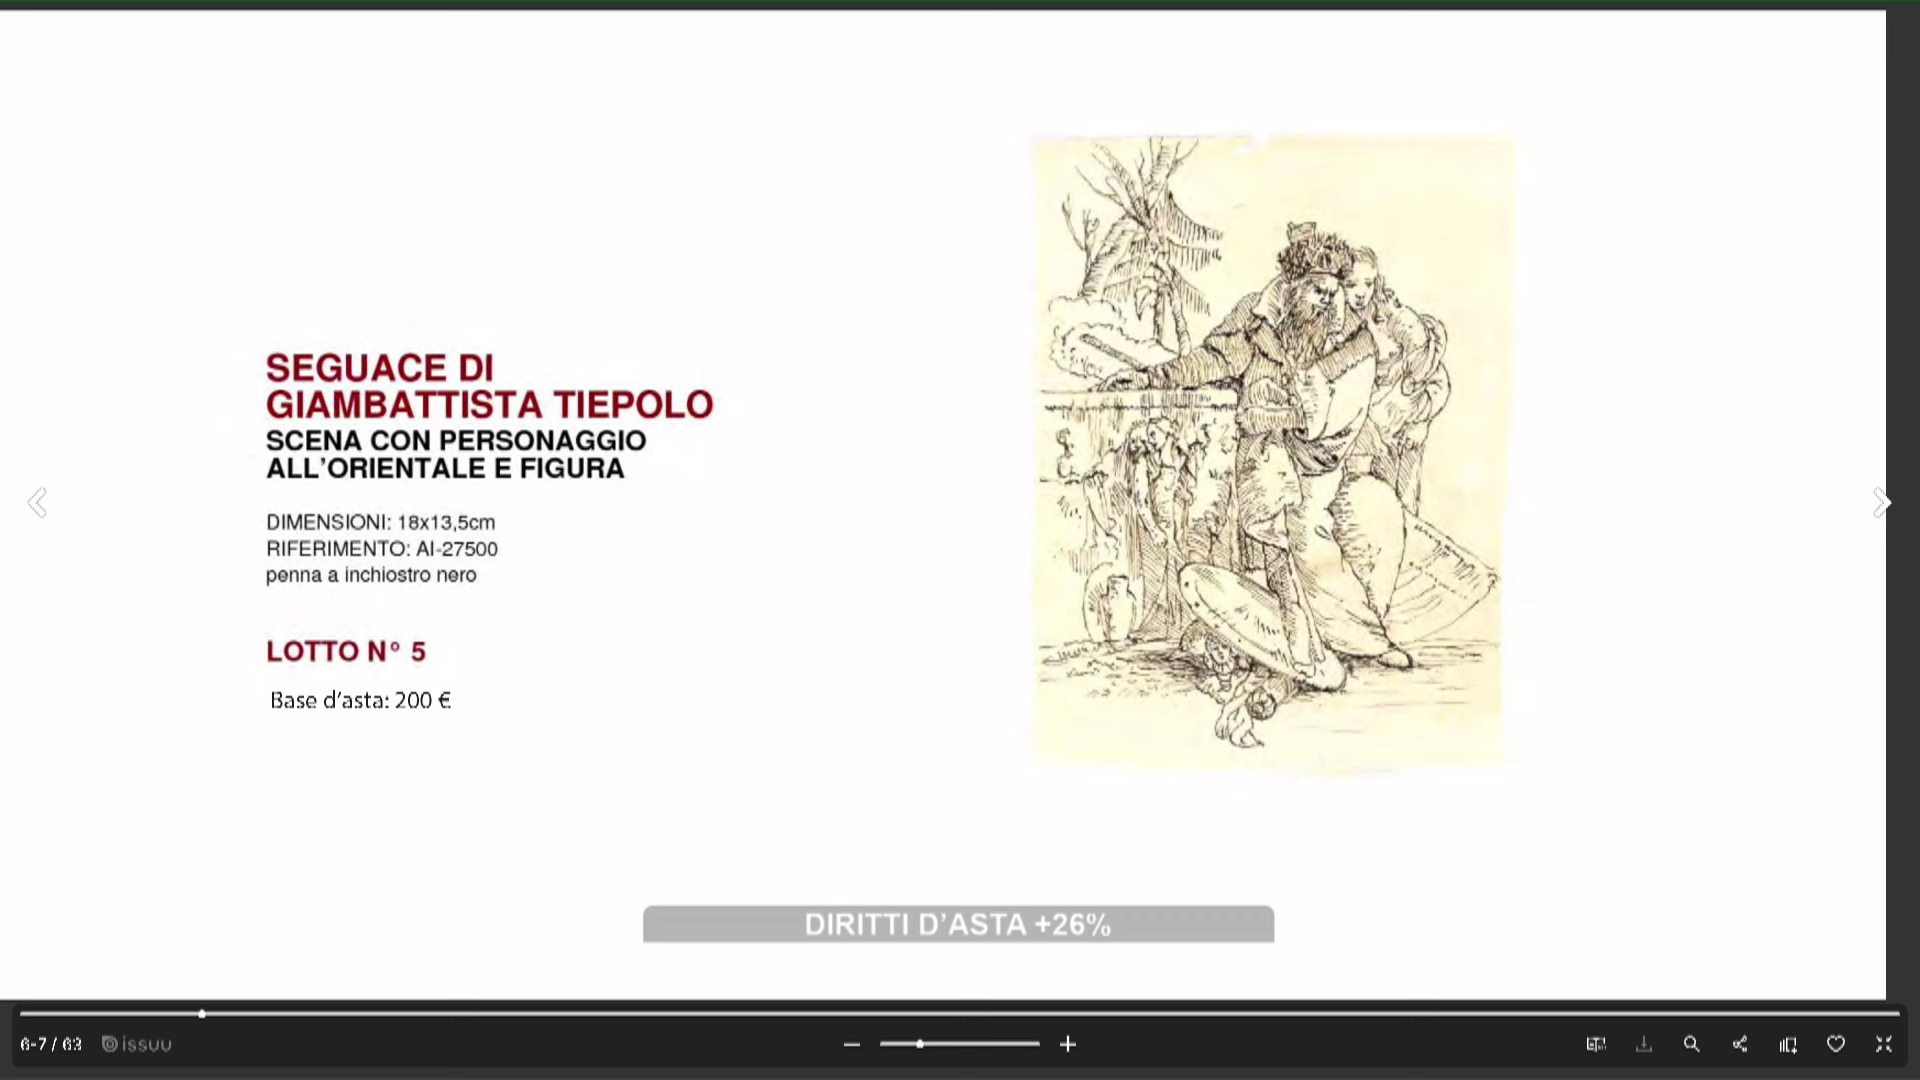 SEGUACE DI
GIAMBATTISTA TIEPOLO
SCENA CON PERSONAGGIO
ALL'ORIENTALE E FIGURA
DIMENSIONI: 18x13,5cm
RIFERIMENTO: AI-27500
penna a inchiostro nero
LOTTO N° 5
Base d'asta: 200 €
DIRITTI D'ASTA +26%
6-7 / 63 issuu